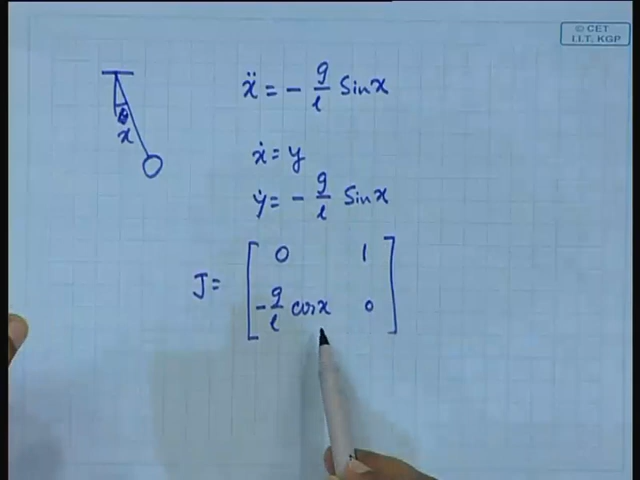 © CET
I.I.T. KGP
ẍ = - g/l Sin x
x
ẋ = y
ẏ = - g/l Sin x
J = [ 0 1
-g/l cos x 0 ]